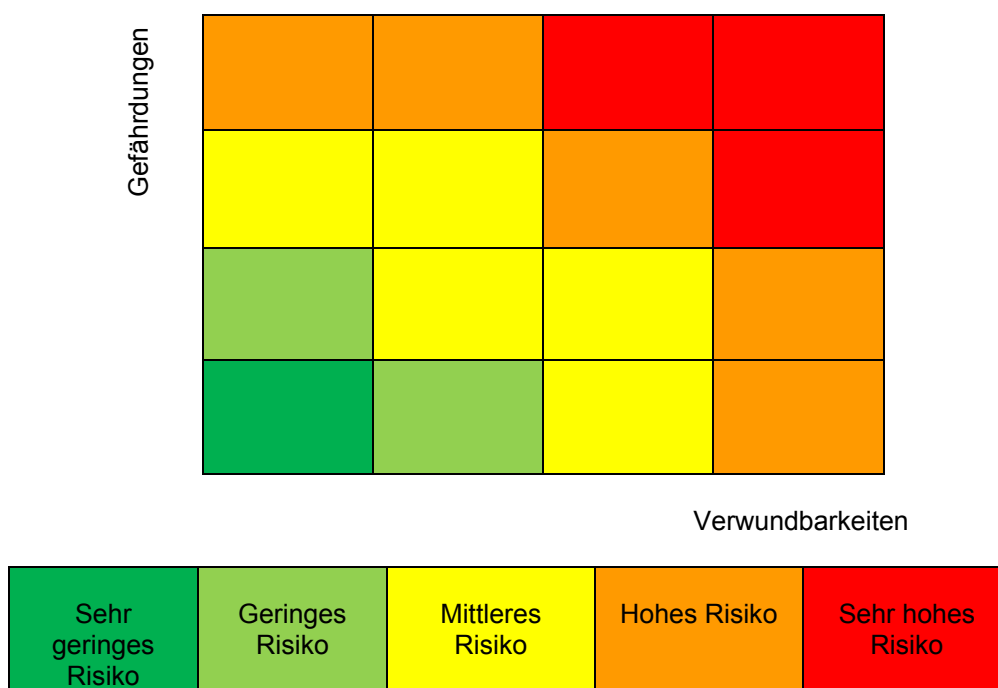 Gefährdungen
Verwundbarkeiten
Sehr
geringes
Risiko
Geringes
Risiko
Mittleres
Risiko
Hohes Risiko
Sehr hohes
Risiko